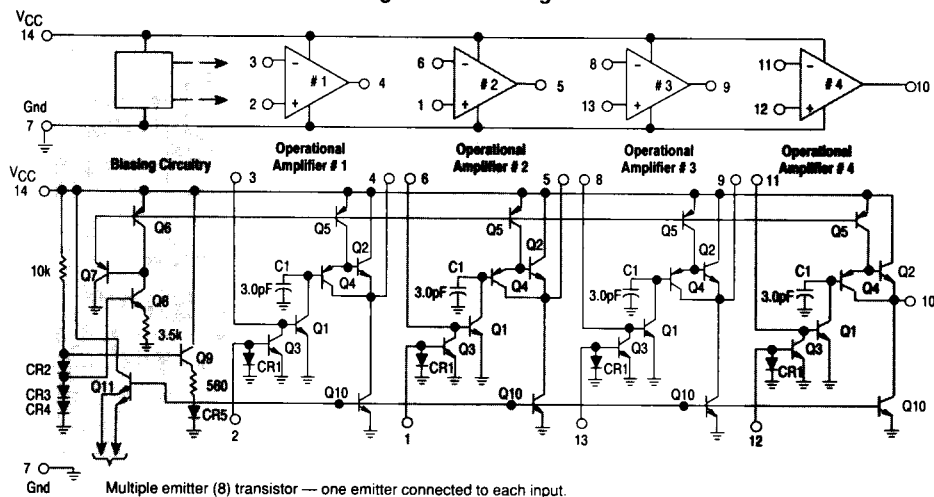 VCC
14
3
2
−
+
# 1
4
6
1
−
+
# 2
5
8
13
−
+
# 3
9
11
12
−
+
# 4
10
Gnd
7
Biasing Circuitry
Operational
Amplifier # 1
Operational
Amplifier # 2
Operational
Amplifier # 3
Operational
Amplifier # 4
VCC
14
3
4
6
5
8
9
11
Q6
Q5
Q5
Q5
Q5
Q2
Q2
Q2
Q2
10k
Q7
Q8
C1
3.0pF
Q4
C1
3.0pF
Q4
C1
3.0pF
Q4
C1
3.0pF
Q4
10
3.5k
Q1
Q1
Q1
Q1
CR2
Q9
Q3
Q3
Q3
Q3
CR1
CR1
CR1
CR1
CR3
CR4
Q11
560
CR5
Q10
Q10
Q10
Q10
2
1
13
12
7
Gnd
Multiple emitter (8) transistor — one emitter connected to each input.